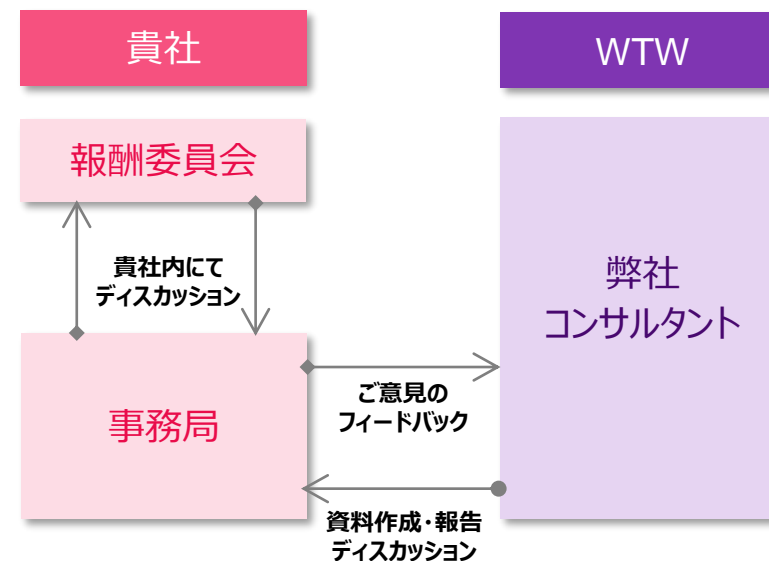 貴社
WTW
報酬委員会
貴社内にて
ディスカッション
弊社
コンサルタント
ご意見の
フィードバック
事務局
資料作成・報告
ディスカッション